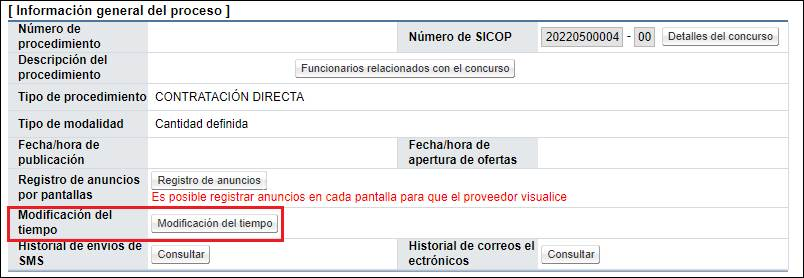 [ Información general del proceso ]
Número de procedimiento
Número de SICOP
20220500004 - 00
Detalles del concurso
Descripción del procedimiento
Funcionarios relacionados con el concurso
Tipo de procedimiento
CONTRATACIÓN DIRECTA
Tipo de modalidad
Cantidad definida
Fecha/hora de publicación
Fecha/hora de apertura de ofertas
Registro de anuncios por pantallas
Registro de anuncios
Es posible registrar anuncios en cada pantalla para que el proveedor visualice
Modificación del tiempo
Modificación del tiempo
Historial de envíos de SMS
Consultar
Historial de correos el ectrónicos
Consultar